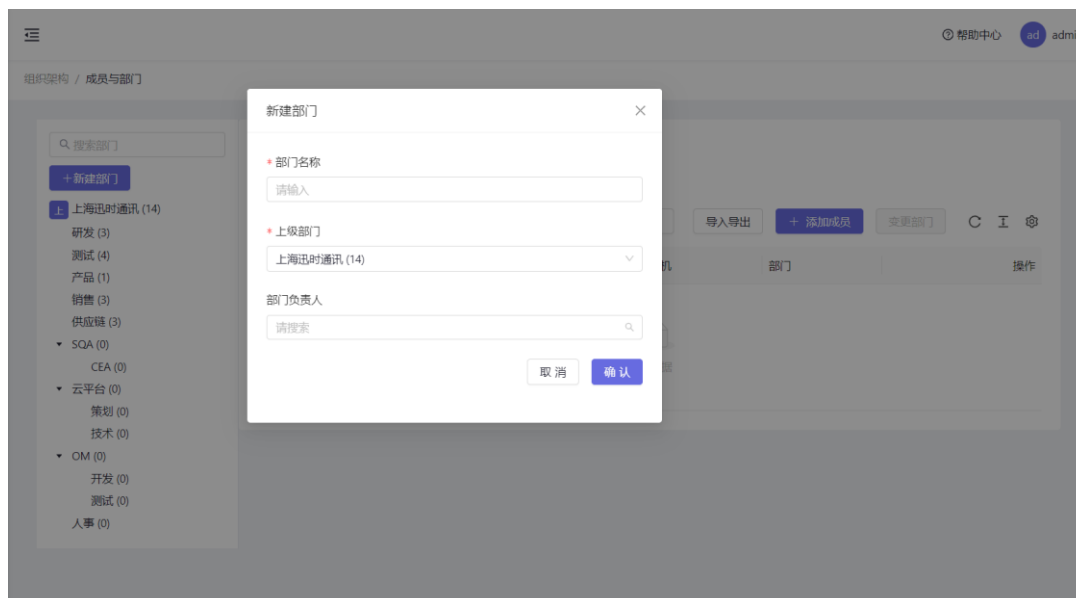 帮助中心 ad admi
组织架构 / 成员与部门
搜索部门
+新建部门
上 上海迅时通讯 (14)
研发 (3)
测试 (4)
产品 (1)
销售 (3)
供应链 (3)
SQA (0)
CEA (0)
云平台 (0)
策划 (0)
技术 (0)
OM (0)
开发 (0)
测试 (0)
人事 (0)
新建部门
* 部门名称
请输入
* 上级部门
上海迅时通讯 (14)
部门负责人
请搜索
取 消 确 认
导入导出 + 添加成员 变更部门
机 部门 操作